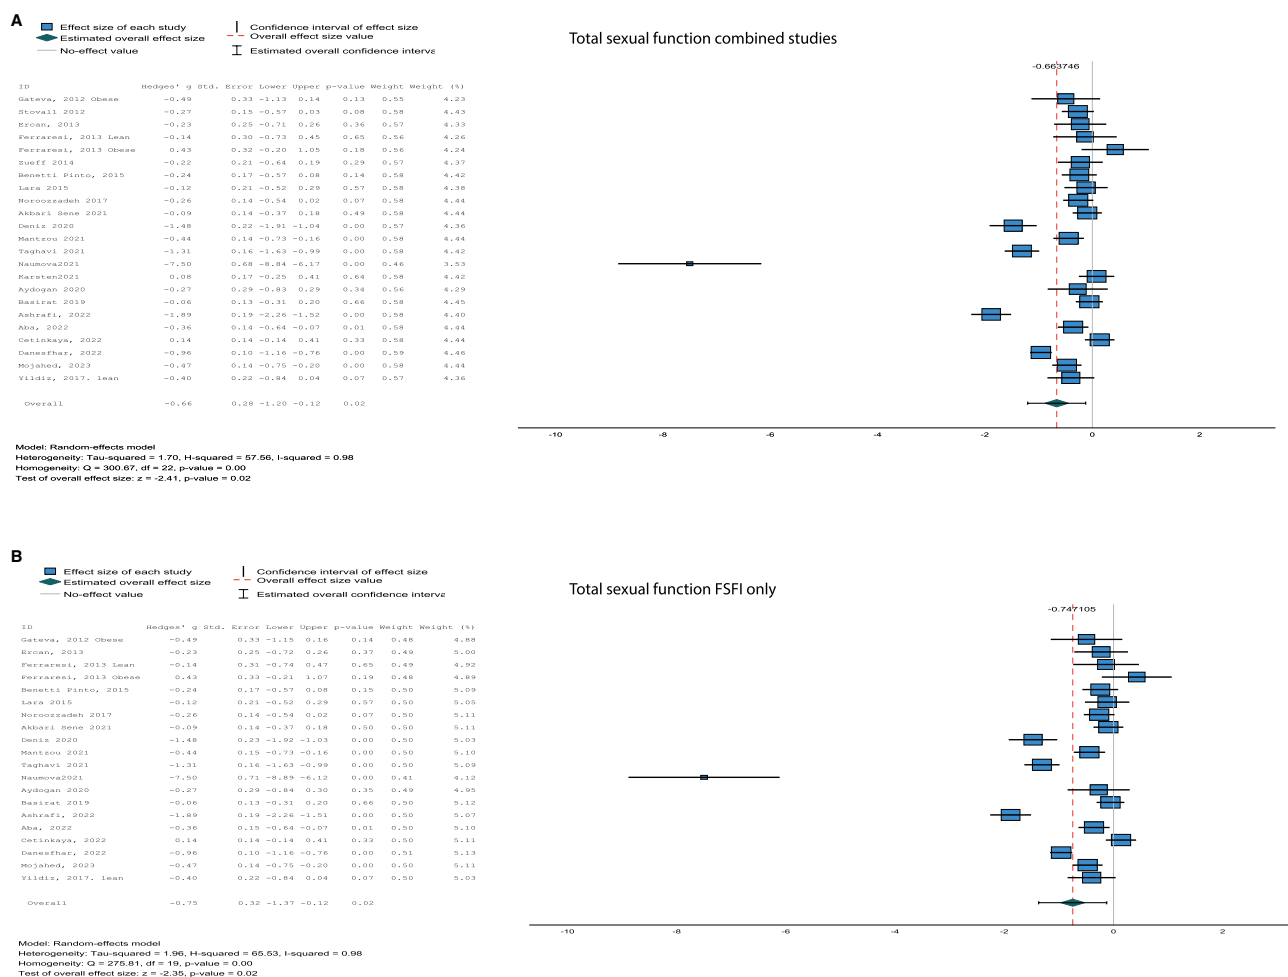 A
Effect size of each study
Confidence interval of effect size
Estimated overall effect size
Overall effect size value
No-effect value
Estimated overall confidence interva
Total sexual function combined studies
-0.663746
ID Hedges' g Std. Error Lower Upper p-value Weight Weight (%)
Gateva, 2012 Obese -0.49 0.33 -1.13 0.14 0.13 0.55 4.23
Stovall 2012 -0.27 0.15 -0.57 0.03 0.08 0.58 4.43
Ercan, 2013 -0.23 0.25 -0.71 0.26 0.36 0.57 4.33
Ferraresi, 2013 Lean -0.14 0.30 -0.73 0.45 0.65 0.56 4.26
Ferraresi, 2013 Obese 0.43 0.32 -0.20 1.05 0.18 0.56 4.24
Zueff 2014 -0.22 0.21 -0.64 0.19 0.29 0.57 4.37
Benetti Pinto, 2015 -0.24 0.17 -0.57 0.08 0.14 0.58 4.42
Lara 2015 -0.12 0.21 -0.52 0.29 0.57 0.58 4.38
Noroozzadeh 2017 -0.26 0.14 -0.54 0.02 0.07 0.58 4.44
Akbari Sene 2021 -0.09 0.14 -0.37 0.18 0.49 0.58 4.44
Deniz 2020 -1.48 0.22 -1.91 -1.04 0.00 0.57 4.36
Mantzou 2021 -0.44 0.14 -0.73 -0.16 0.00 0.58 4.44
Taghavi 2021 -1.31 0.16 -1.63 -0.99 0.00 0.58 4.42
Naumova2021 -7.50 0.68 -8.84 -6.17 0.00 0.46 3.53
Karsten2021 0.08 0.17 -0.25 0.41 0.64 0.58 4.42
Aydogan 2020 -0.27 0.29 -0.83 0.29 0.34 0.56 4.29
Basirat 2019 -0.06 0.13 -0.31 0.20 0.66 0.58 4.45
Ashrafi, 2022 -1.89 0.19 -2.26 -1.52 0.00 0.58 4.40
Aba, 2022 -0.36 0.14 -0.64 -0.07 0.01 0.58 4.44
Cetinkaya, 2022 0.14 0.14 -0.14 0.41 0.33 0.58 4.44
Danesfhar, 2022 -0.96 0.10 -1.16 -0.76 0.00 0.59 4.46
Mojahed, 2023 -0.47 0.14 -0.75 -0.20 0.00 0.58 4.44
Yildiz, 2017. lean -0.40 0.22 -0.84 0.04 0.07 0.57 4.36
Overall -0.66 0.28 -1.20 -0.12 0.02
-10 -8 -6 -4 -2 0 2
Model: Random-effects model
Heterogeneity: Tau-squared = 1.70, H-squared = 57.56, I-squared = 0.98
Homogeneity: Q = 300.67, df = 22, p-value = 0.00
Test of overall effect size: z = -2.41, p-value = 0.02
B
Effect size of each study
Confidence interval of effect size
Estimated overall effect size
Overall effect size value
No-effect value
Estimated overall confidence interva
Total sexual function FSFI only
-0.747105
ID Hedges' g Std. Error Lower Upper p-value Weight Weight (%)
Gateva, 2012 Obese -0.49 0.33 -1.15 0.16 0.14 0.48 4.88
Ercan, 2013 -0.23 0.25 -0.72 0.26 0.37 0.49 5.00
Ferraresi, 2013 Lean -0.14 0.31 -0.74 0.47 0.65 0.49 4.92
Ferraresi, 2013 Obese 0.43 0.33 -0.21 1.07 0.19 0.48 4.89
Benetti Pinto, 2015 -0.24 0.17 -0.57 0.08 0.15 0.50 5.09
Lara 2015 -0.12 0.21 -0.52 0.29 0.57 0.50 5.05
Noroozzadeh 2017 -0.26 0.14 -0.54 0.02 0.07 0.50 5.11
Akbari Sene 2021 -0.09 0.14 -0.37 0.18 0.50 0.50 5.11
Deniz 2020 -1.48 0.23 -1.92 -1.03 0.00 0.50 5.03
Mantzou 2021 -0.44 0.15 -0.73 -0.16 0.00 0.50 5.10
Taghavi 2021 -1.31 0.16 -1.63 -0.99 0.00 0.50 5.09
Naumova2021 -7.50 0.71 -8.89 -6.12 0.00 0.41 4.12
Aydogan 2020 -0.27 0.29 -0.84 0.30 0.35 0.49 4.95
Basirat 2019 -0.06 0.13 -0.31 0.20 0.66 0.50 5.12
Ashrafi, 2022 -1.89 0.19 -2.26 -1.51 0.00 0.50 5.07
Aba, 2022 -0.36 0.15 -0.64 -0.07 0.01 0.50 5.10
Cetinkaya, 2022 0.14 0.14 -0.14 0.41 0.33 0.50 5.11
Danesfhar, 2022 -0.96 0.10 -1.16 -0.76 0.00 0.51 5.13
Mojahed, 2023 -0.47 0.14 -0.75 -0.20 0.00 0.50 5.11
Yildiz, 2017. lean -0.40 0.22 -0.84 0.04 0.07 0.50 5.03
Overall -0.75 0.32 -1.37 -0.12 0.02
-10 -8 -6 -4 -2 0 2
Model: Random-effects model
Heterogeneity: Tau-squared = 1.96, H-squared = 65.53, I-squared = 0.98
Homogeneity: Q = 275.81, df = 19, p-value = 0.00
Test of overall effect size: z = -2.35, p-value = 0.02